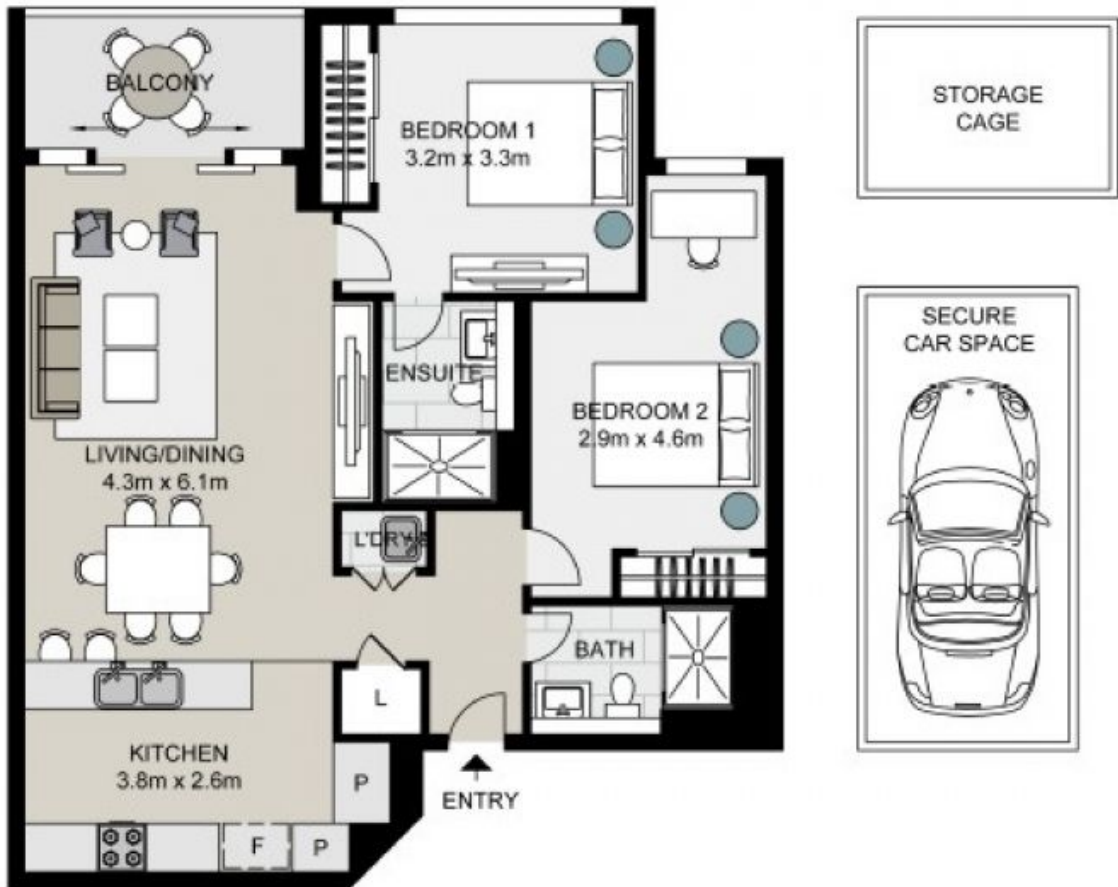 BALCONY
BEDROOM 1
3.2m x 3.3m
STORAGE
CAGE
SECURE
CAR SPACE
ENSUITE
BEDROOM 2
2.9m x 4.6m
LIVING/DINING
4.3m x 6.1m
L'DRY
BATH
L
KITCHEN
3.8m x 2.6m
P
ENTRY
F
P